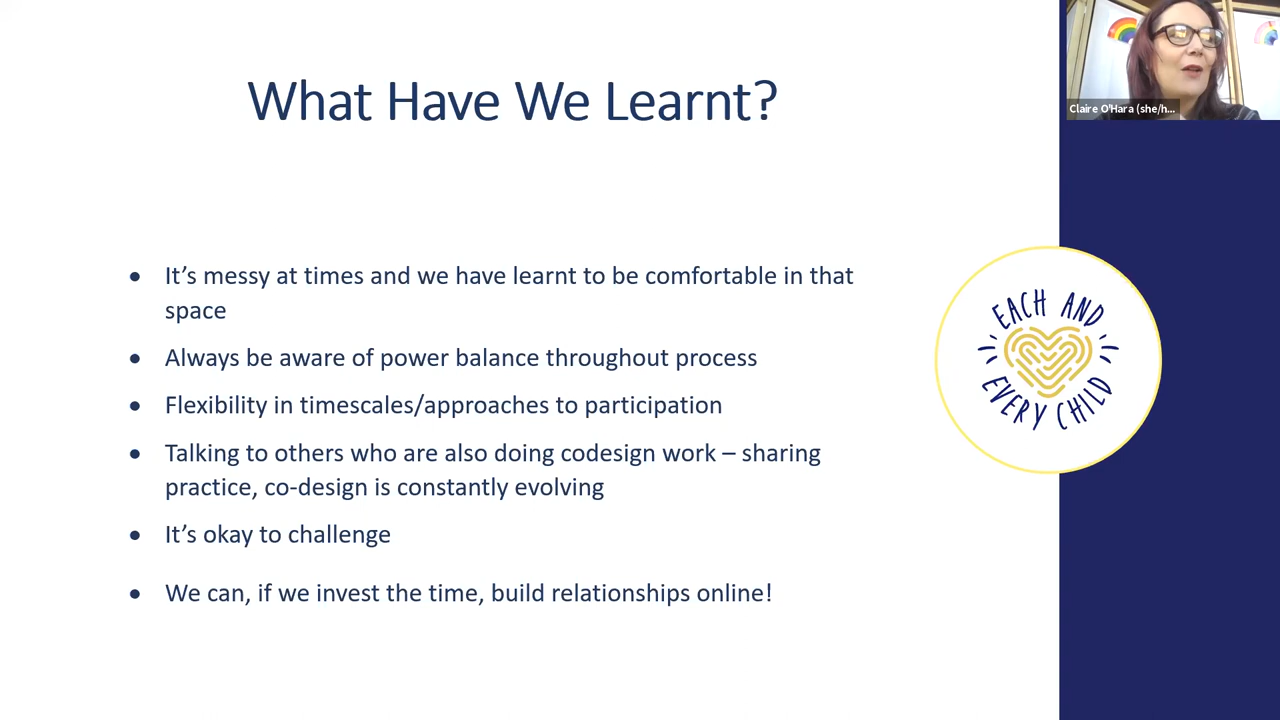 What Have We Learnt?
Claire O'Hara (she/h...
It's messy at times and we have learnt to be comfortable in that
space
Always be aware of power balance throughout process
Flexibility in timescales/approaches to participation
Talking to others who are also doing codesign work – sharing
practice, co-design is constantly evolving
It's okay to challenge
We can, if we invest the time, build relationships online!
EACH AND
EVERY CHILD